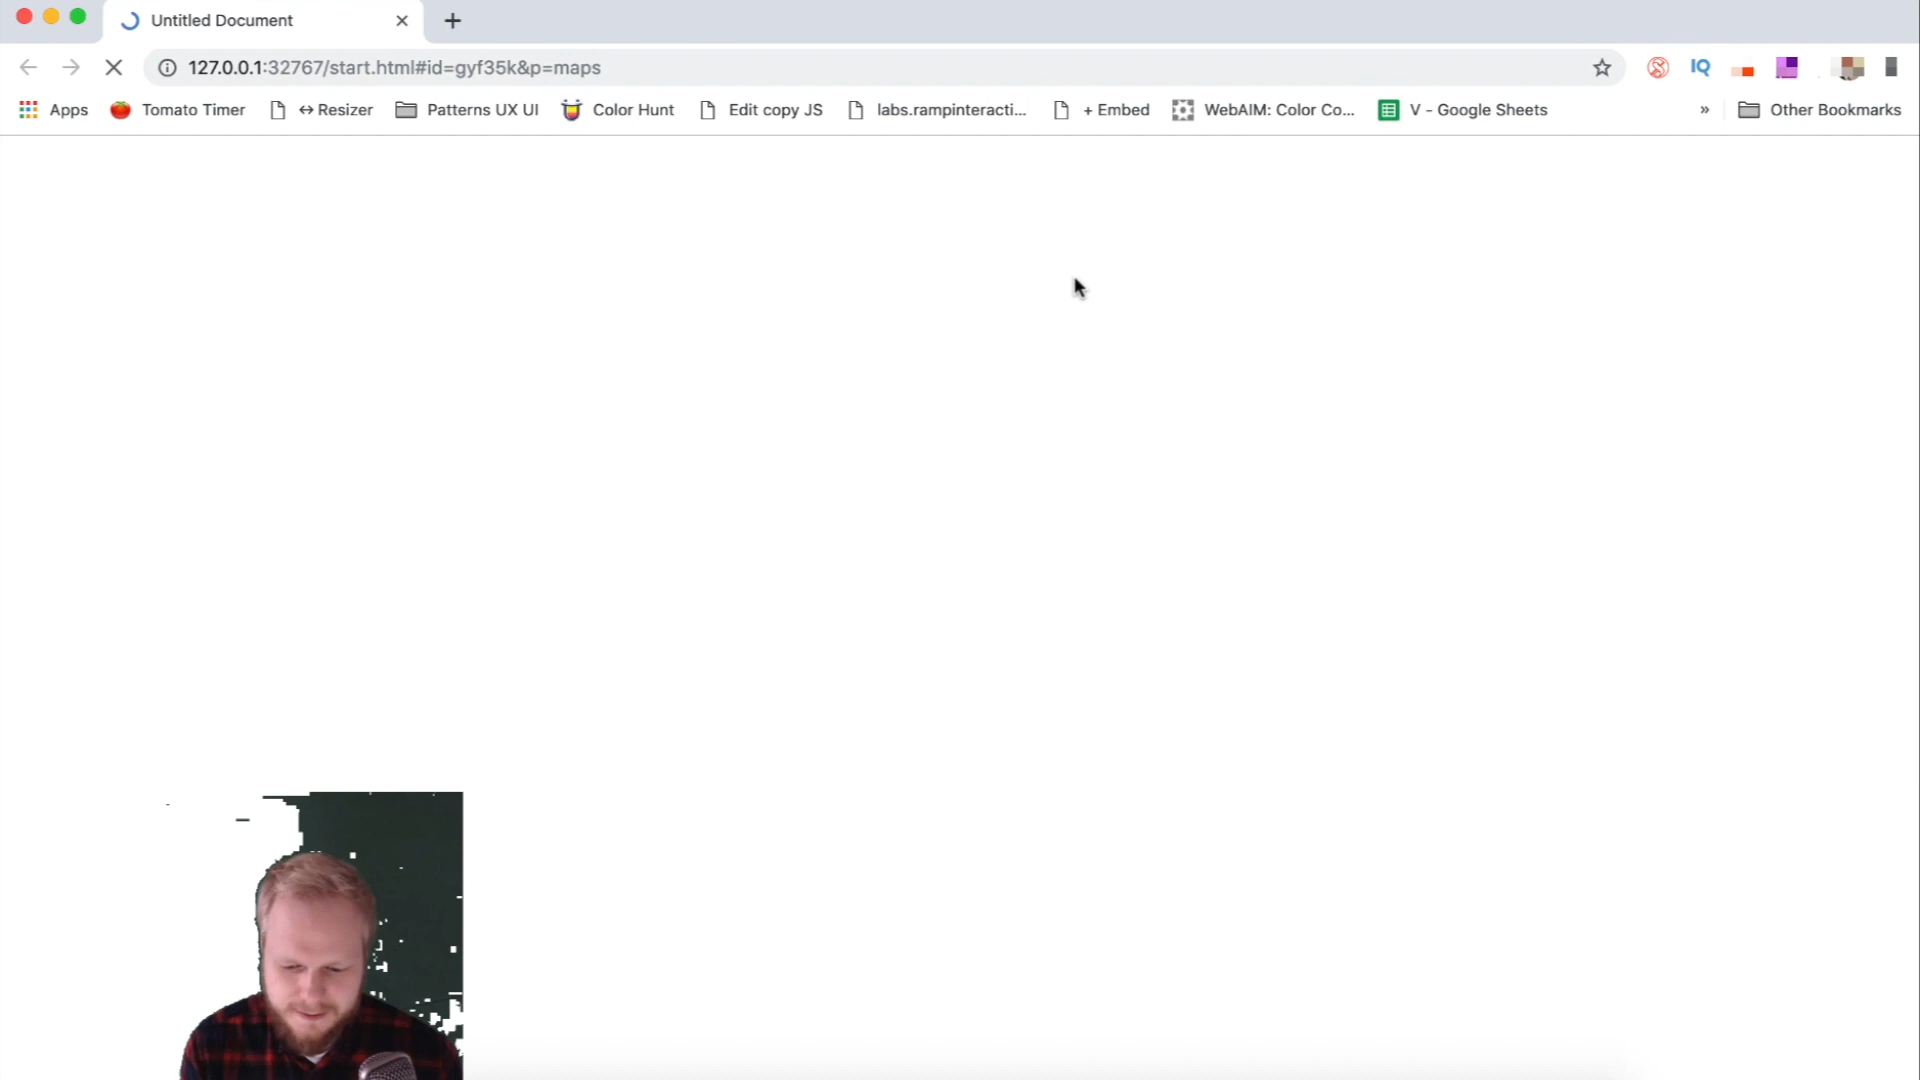 Untitled Document
127.0.0.1:32767/start.html#id=gyf35k&p=maps
IQ
Apps Tomato Timer ↔ Resizer Patterns UX UI Color Hunt Edit copy JS labs.rampinteracti... + Embed WebAIM: Color Co... V - Google Sheets » Other Bookmarks